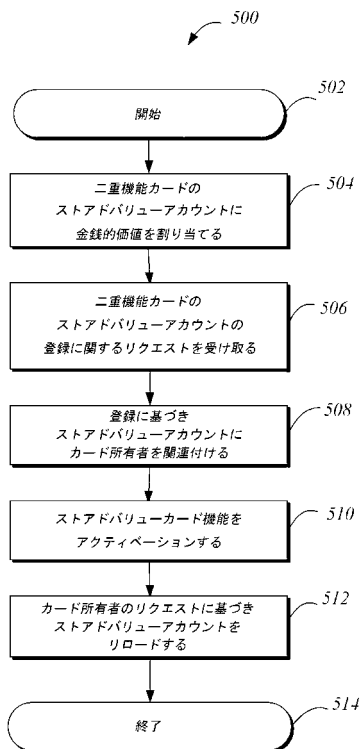 500
502
開始
二重機能カードの
ストアドバリューアカウントに
金銭的価値を割り当てる
504
二重機能カードの
ストアドバリューアカウントの
登録に関するリクエストを受け取る
506
登録に基づき
ストアドバリューアカウントに
カード所有者を関連付ける
508
ストアドバリューカード機能を
アクティベーションする
510
カード所有者のリクエストに基づき
ストアドバリューアカウントを
リロードする
512
終了
514